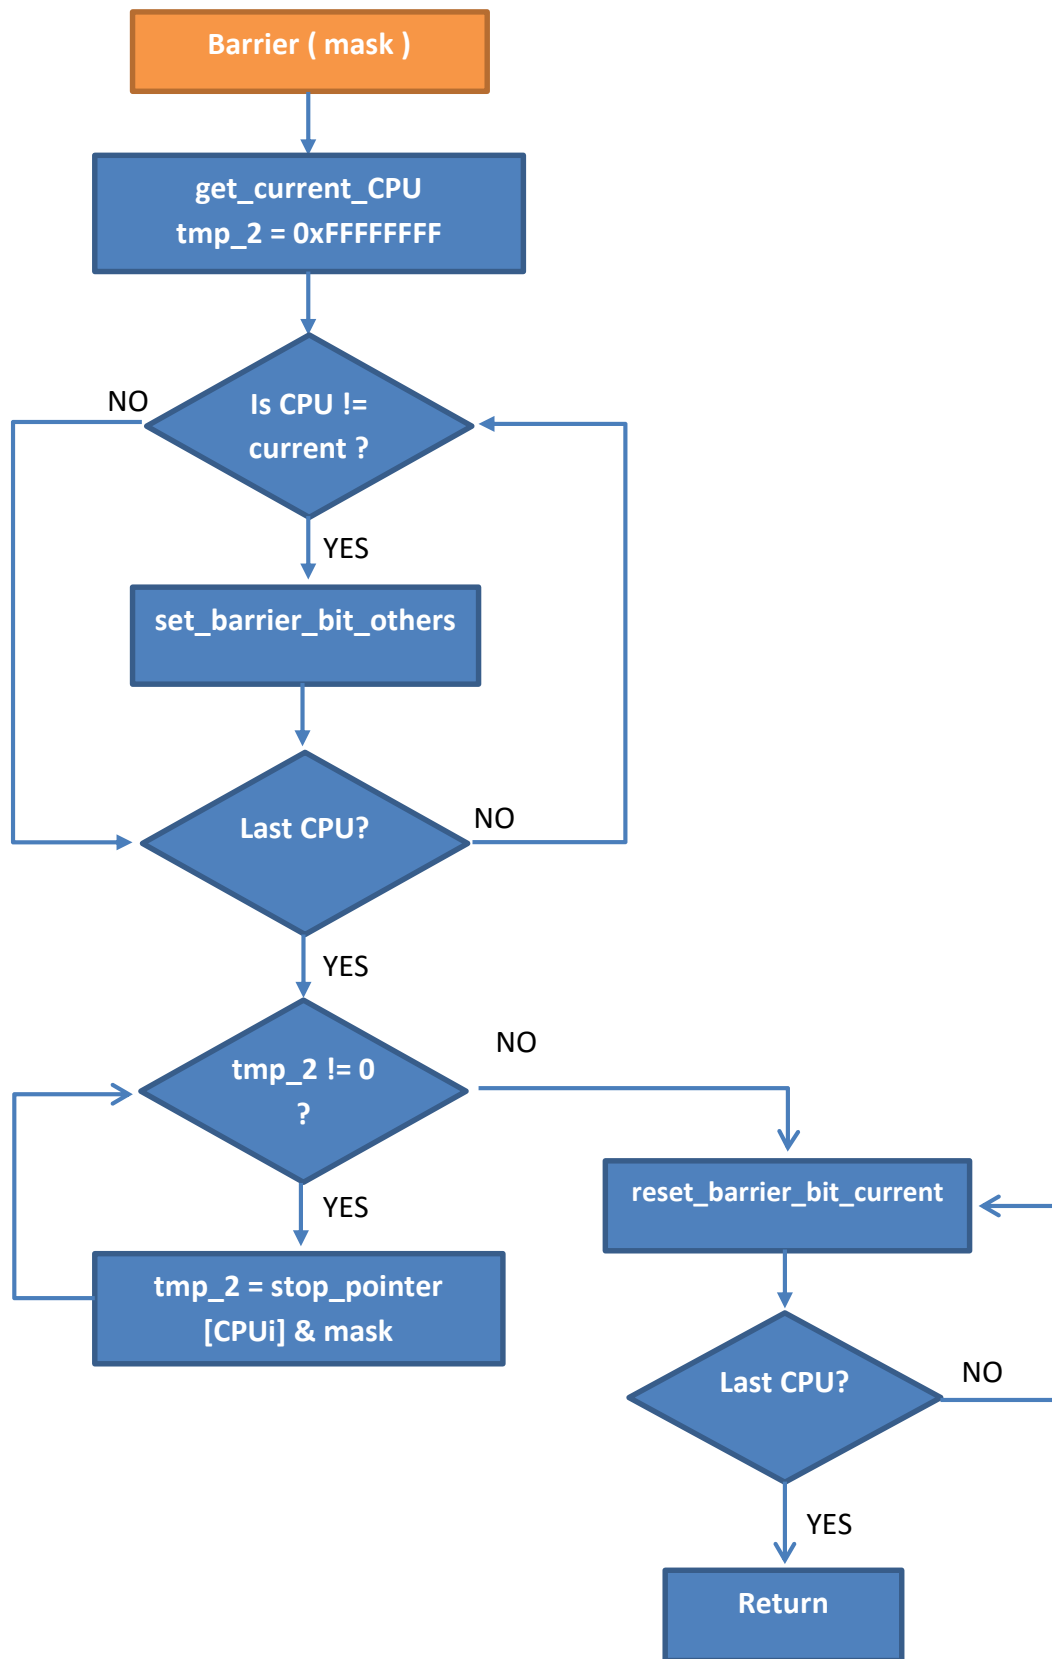 Barrier ( mask )
get_current_CPU
tmp_2 = 0xFFFFFFFF
Is CPU !=
current ?
NO
YES
set_barrier_bit_others
Last CPU?
NO
YES
tmp_2 != 0
?
NO
YES
tmp_2 = stop_pointer
[CPUi] & mask
reset_barrier_bit_current
Last CPU?
NO
YES
Return